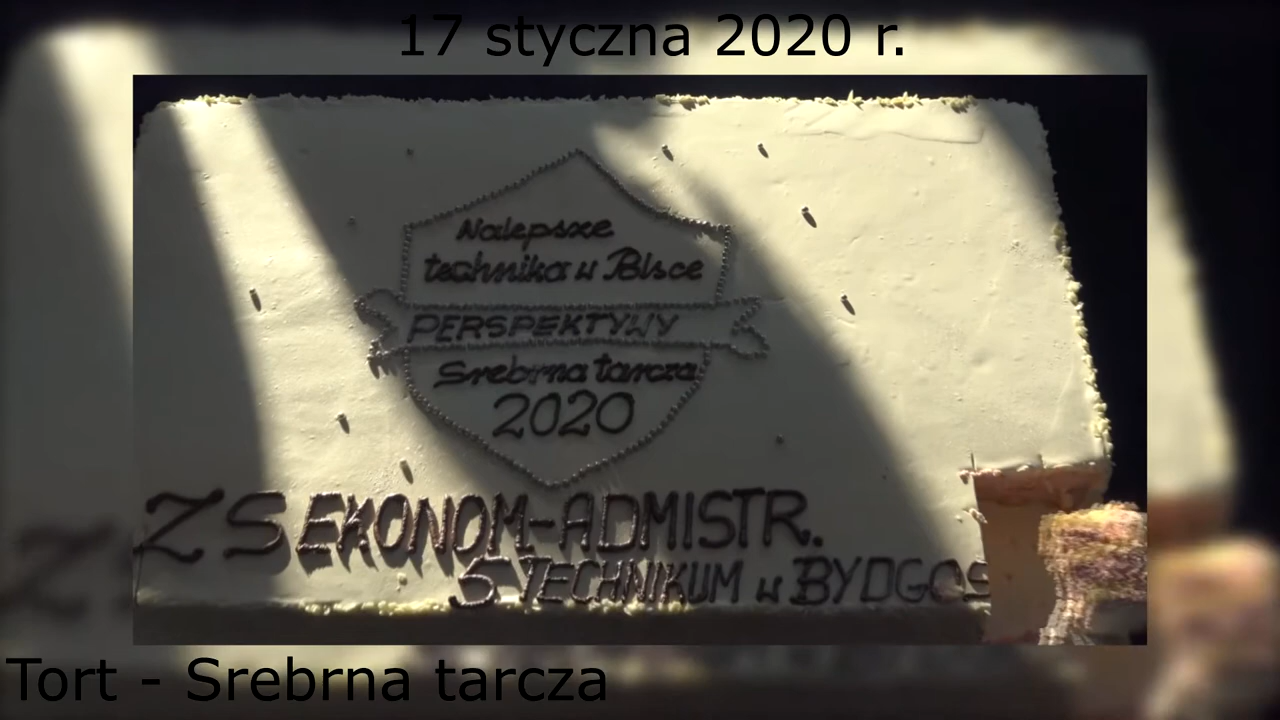 17 styczna 2020 r.
Nalepsze
technika w Polsce
PERSPEKTYWY
Srebrna tarcza
2020
ZS EKONOM-ADMISTR.
5 TECHNIKUM w BYDGOS
Tort - Srebrna tarcza